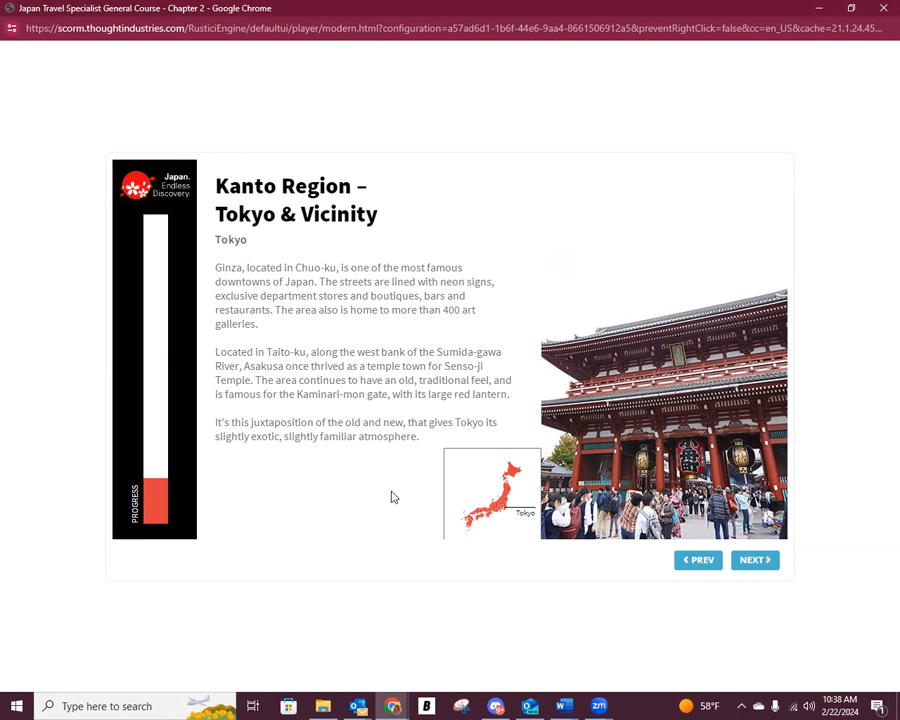 Japan Travel Specialist General Course - Chapter 2 - Google Chrome
https://scorm.thoughtindustries.com/RusticiEngine/defaultui/player/modern.html?configuration=a57ad6d1-1b6f-44e6-9aa4-8661506912a5&preventRightClick=false&cc=en_US&cache=21.1.24.45...
Japan.
Endless
Discovery.
PROGRESS
Kanto Region –
Tokyo & Vicinity
Tokyo
Ginza, located in Chuo-ku, is one of the most famous
downtowns of Japan. The streets are lined with neon signs,
exclusive department stores and boutiques, bars and
restaurants. The area also is home to more than 400 art
galleries.
Located in Taito-ku, along the west bank of the Sumida-gawa
River, Asakusa once thrived as a temple town for Senso-ji
Temple. The area continues to have an old, traditional feel, and
is famous for the Kaminari-mon gate, with its large red lantern.
It's this juxtaposition of the old and new, that gives Tokyo its
slightly exotic, slightly familiar atmosphere.
Tokyo
PREV
NEXT
Type here to search
58°F
10:38 AM
2/22/2024